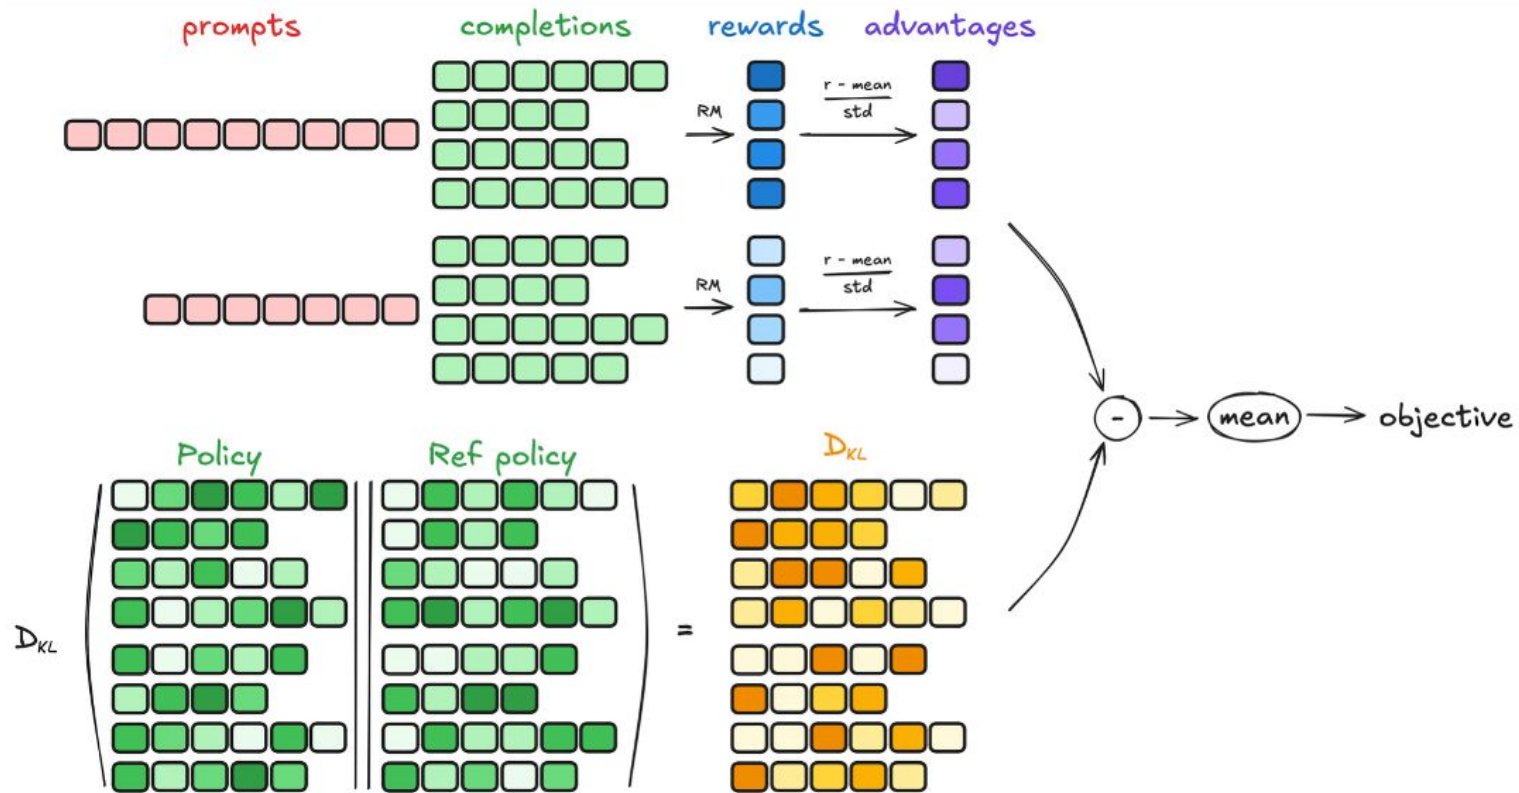 prompts
completions
rewards
advantages
RM
r - mean
std
RM
r - mean
std
-
mean
objective
Policy
Ref policy
DKL
DKL
=